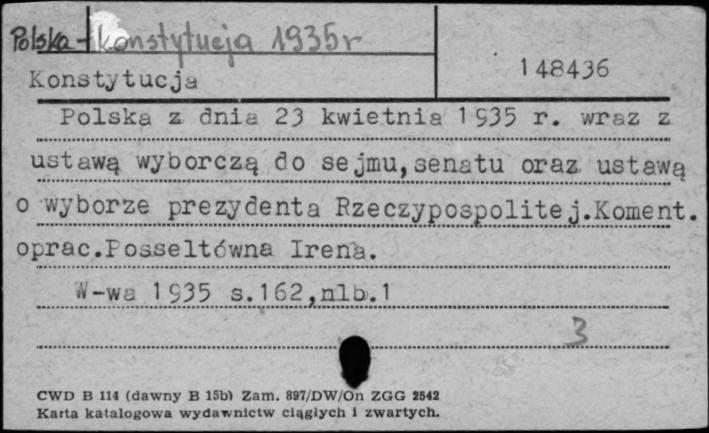 Polska - konstytucja 1935 r
Konstytucja
148436
Polska z dnia 23 kwietnia 1935 r. wraz z
ustawą wyborczą do sejmu,senatu oraz ustawą
o wyborze prezydenta Rzeczypospolitej.Koment.
oprac.Posseltówna Irena.
W-wa 1935 s.162,nlb.1
3
CWD B 114 (dawny B 15b) Zam. 897/DW/On ZGG 2542
Karta katalogowa wydawnictw ciągłych i zwartych.